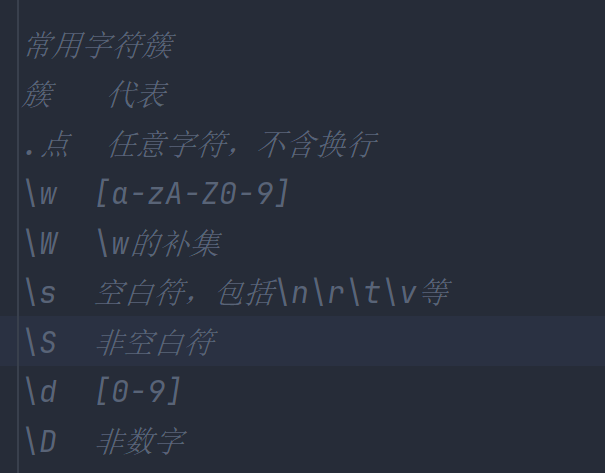 常用字符簇
簇 代表
.点 任意字符，不含换行
\w [a-zA-Z0-9]
\W \w的补集
\s 空白符，包括\n\r\t\v等
\S 非空白符
\d [0-9]
\D 非数字